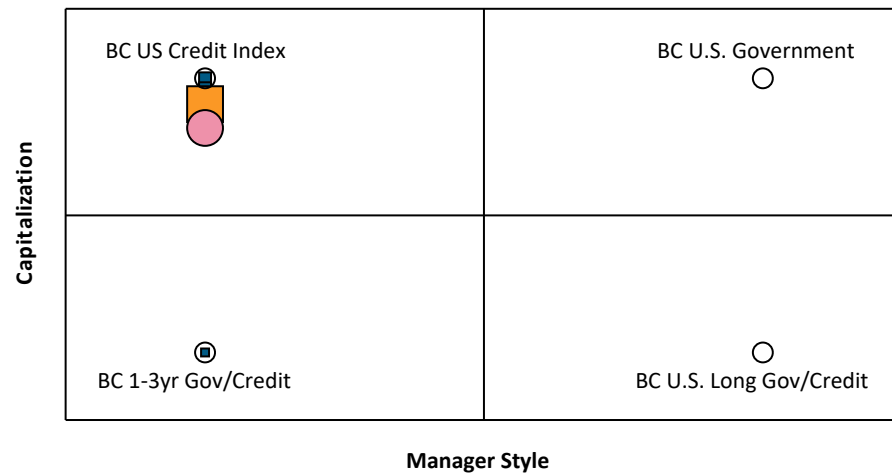 BC US Credit Index
BC U.S. Government
Capitalization
BC 1-3yr Gov/Credit
BC U.S. Long Gov/Credit
Manager Style